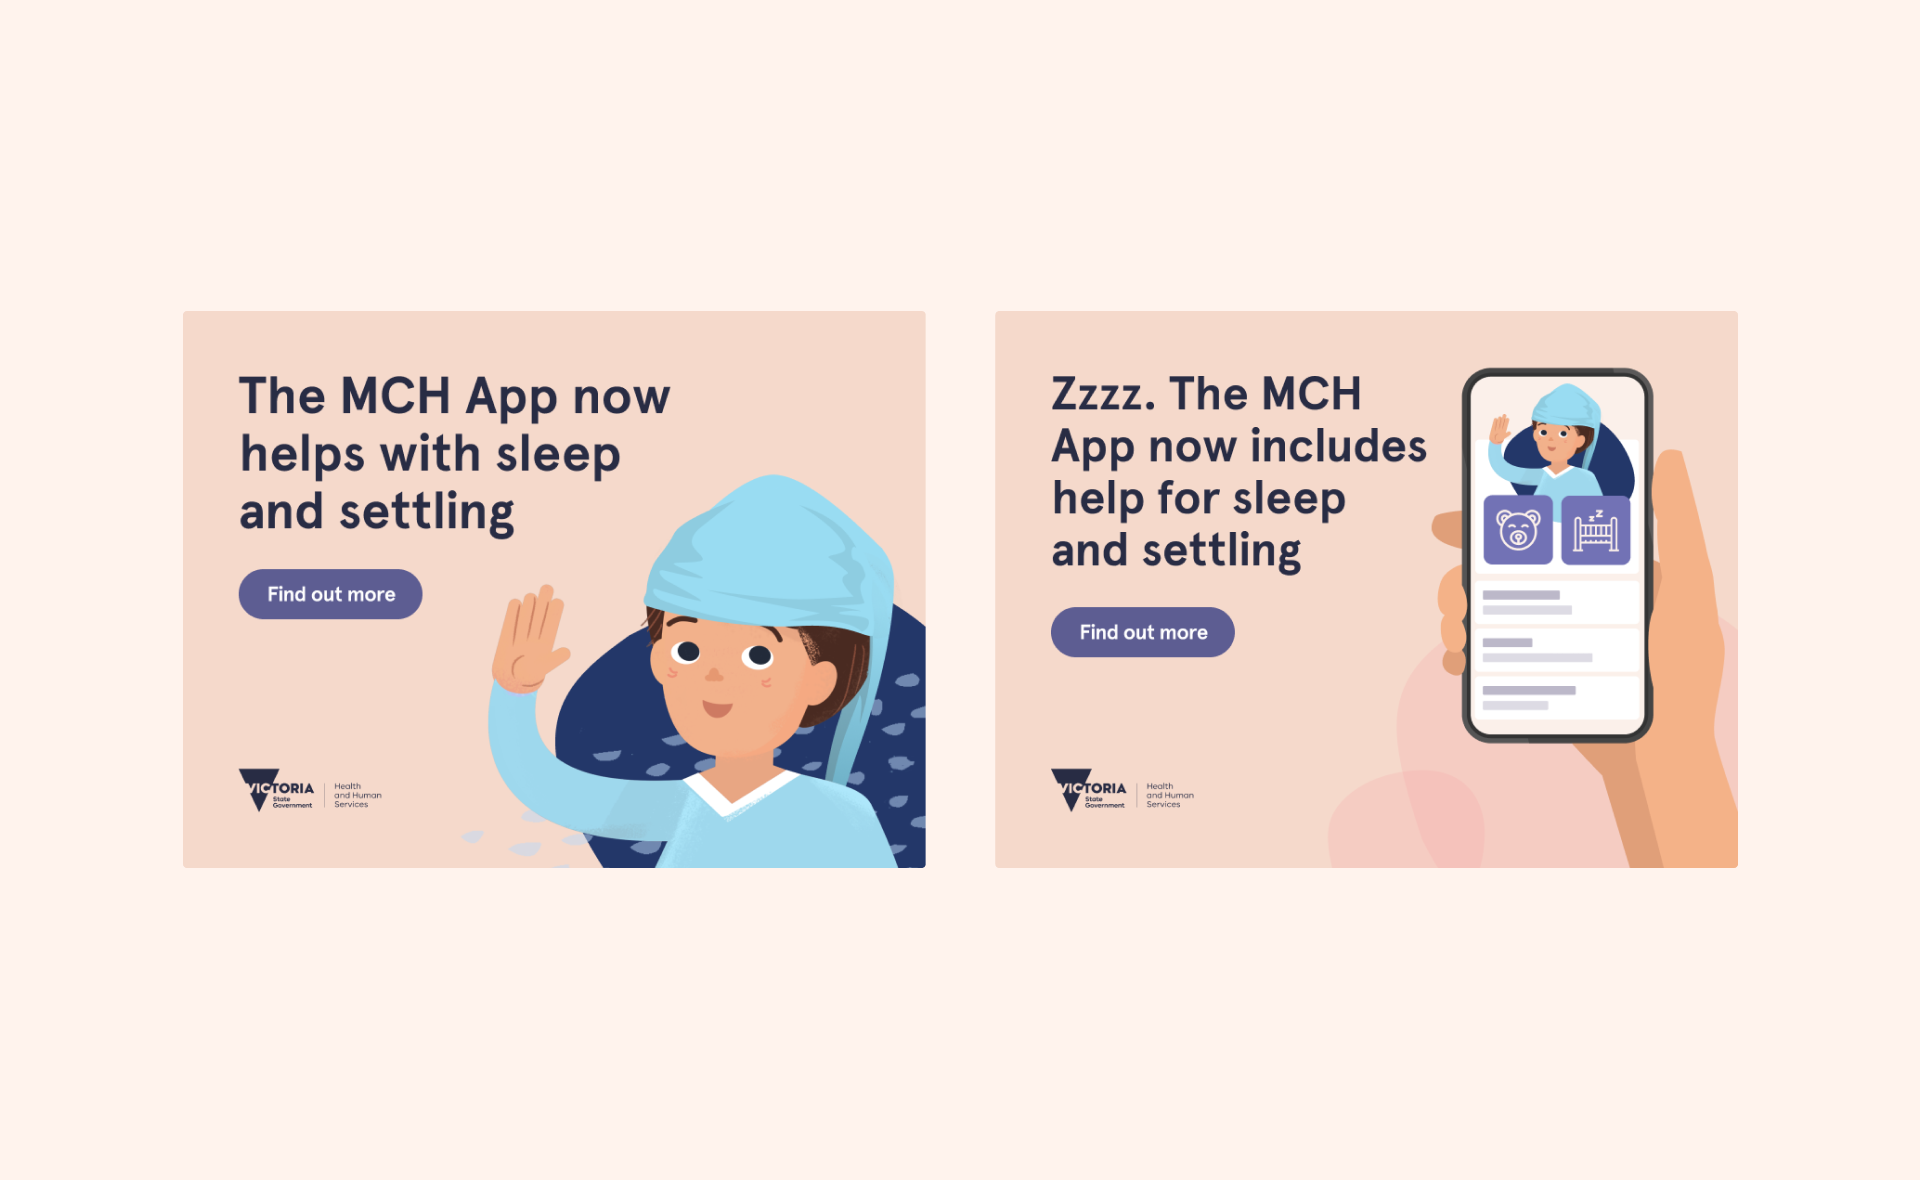 The MCH App now
helps with sleep
and settling
Find out more
VICTORIA
State
Government
Health
and Human
Services
Zzzz. The MCH
App now includes
help for sleep
and settling
Find out more
z Z
VICTORIA
State
Government
Health
and Human
Services